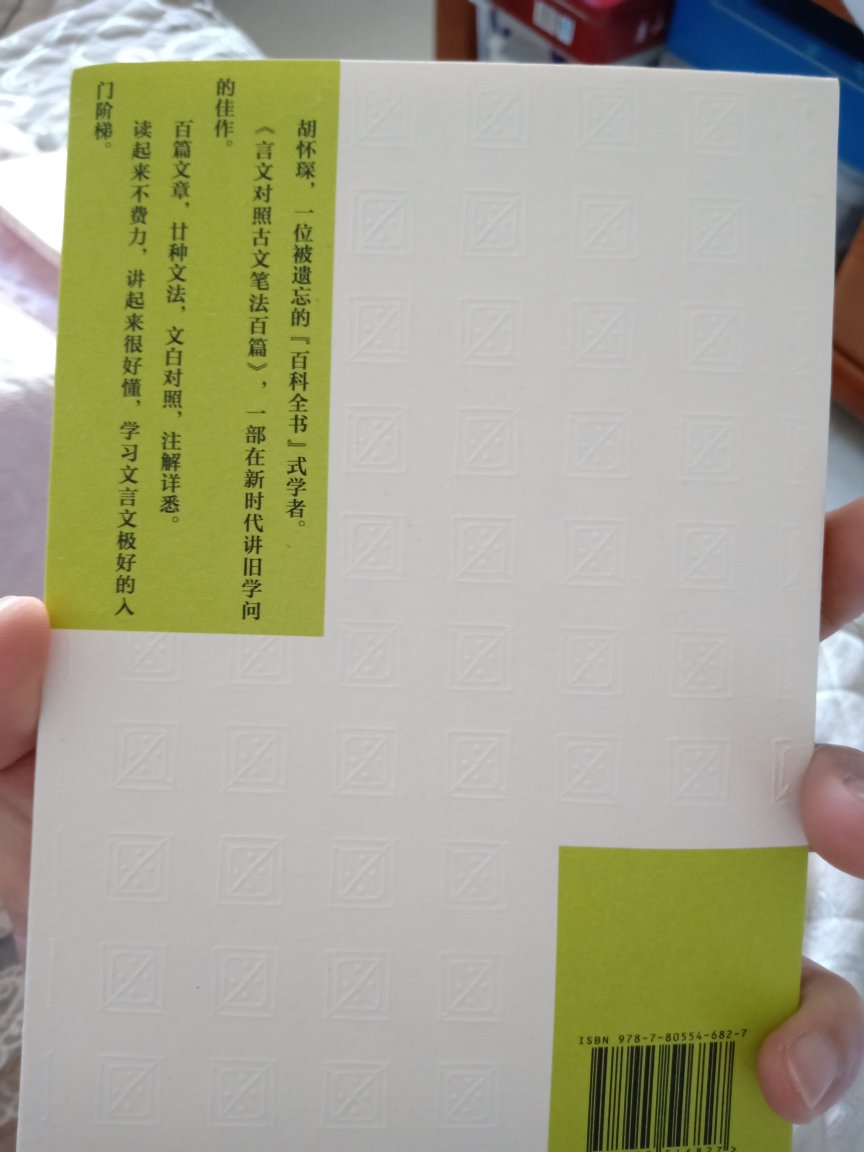 胡怀琛，一位被遗忘的『百科全书』式学者。
《言文对照古文笔法百篇》，一部在新时代讲旧学问
的佳作。
百篇文章，廿种文法，文白对照，注解详悉。
读起来不费力，讲起来很好懂，学习文言文极好的入
门阶梯。
ISBN 978-7-80554-682-7